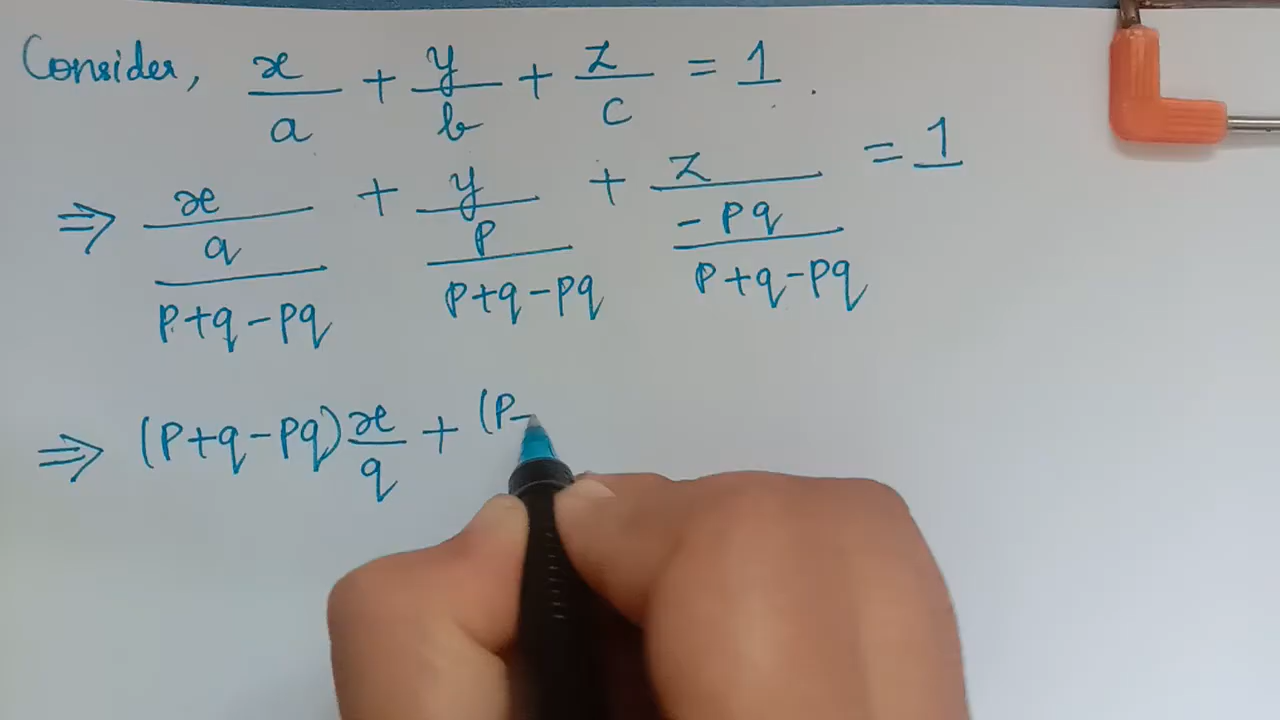 Consider, x/a + y/b + z/c = 1 .
⇒ x/(q/(p+q-pq)) + y/(p/(p+q-pq)) + z/(-pq/(p+q-pq)) = 1
⇒ (p+q-pq) x/q + (p-